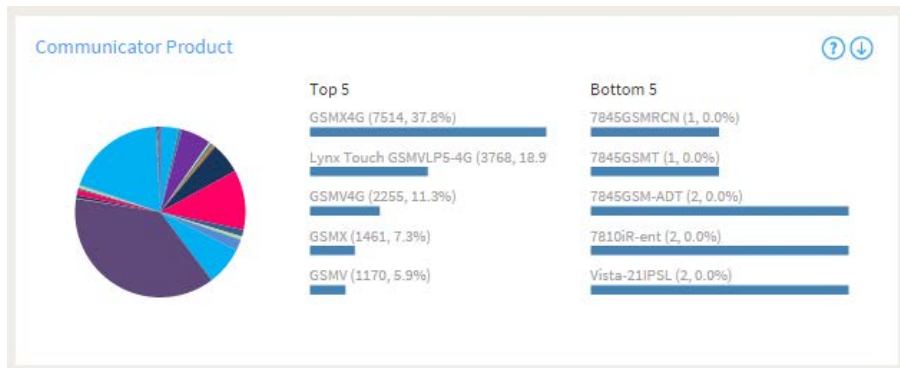 Communicator Product
?
Top 5
GSMX4G (7514, 37.8%)
Lynx Touch GSMVLP5-4G (3768, 18.9
GSMV4G (2255, 11.3%)
GSMX (1461, 7.3%)
GSMV (1170, 5.9%)
Bottom 5
7845GSMRCN (1, 0.0%)
7845GSMT (1, 0.0%)
7845GSM-ADT (2, 0.0%)
7810iR-ent (2, 0.0%)
Vista-21IPSL (2, 0.0%)